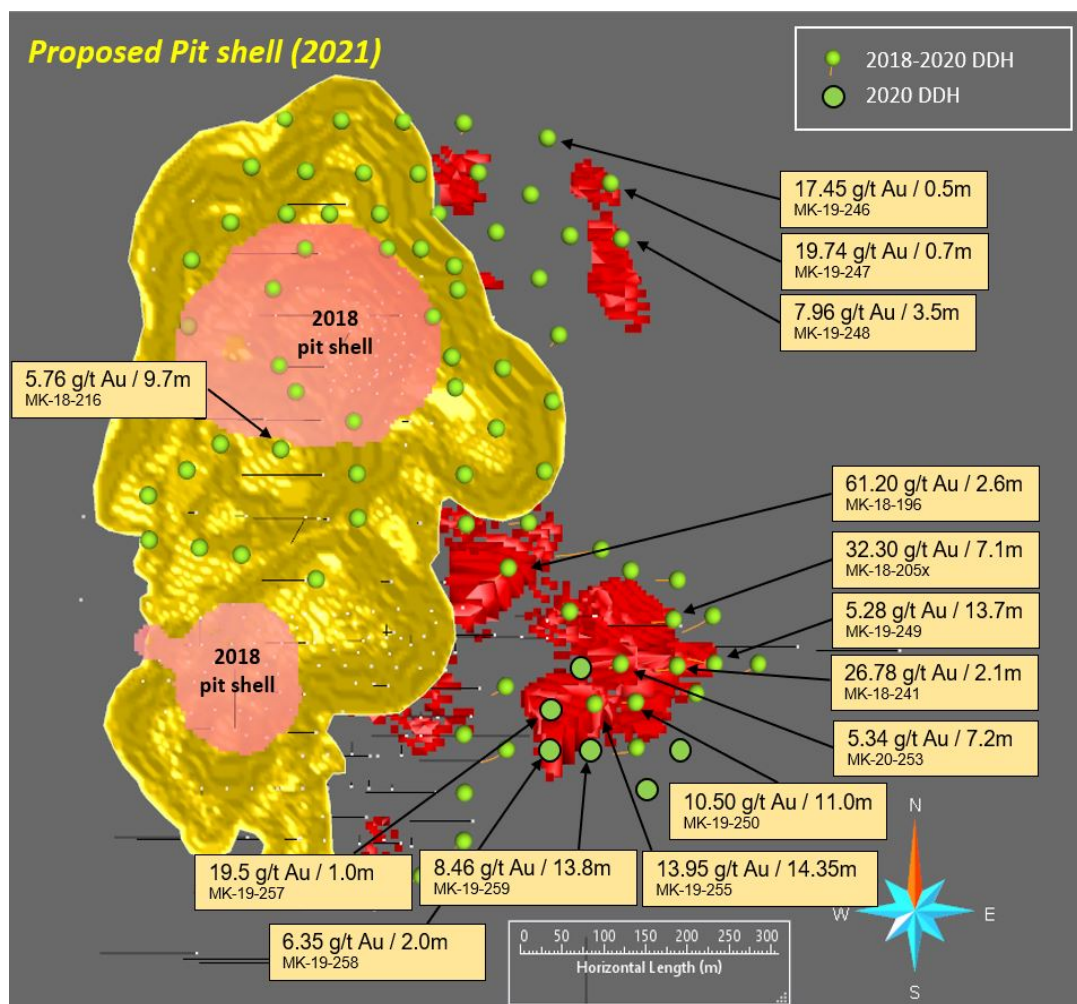 Proposed Pit shell (2021)
2018-2020 DDH
2020 DDH
17.45 g/t Au / 0.5m
MK-19-246
19.74 g/t Au / 0.7m
MK-19-247
7.96 g/t Au / 3.5m
MK-19-248
2018
pit shell
5.76 g/t Au / 9.7m
MK-18-216
61.20 g/t Au / 2.6m
MK-18-196
32.30 g/t Au / 7.1m
MK-18-205x
5.28 g/t Au / 13.7m
MK-19-249
2018
pit shell
26.78 g/t Au / 2.1m
MK-18-241
5.34 g/t Au / 7.2m
MK-20-253
10.50 g/t Au / 11.0m
MK-19-250
19.5 g/t Au / 1.0m
MK-19-257
8.46 g/t Au / 13.8m
MK-19-259
13.95 g/t Au / 14.35m
MK-19-255
6.35 g/t Au / 2.0m
MK-19-258
N
W
E
S
0 50 100 150 200 250 300
Horizontal Length (m)